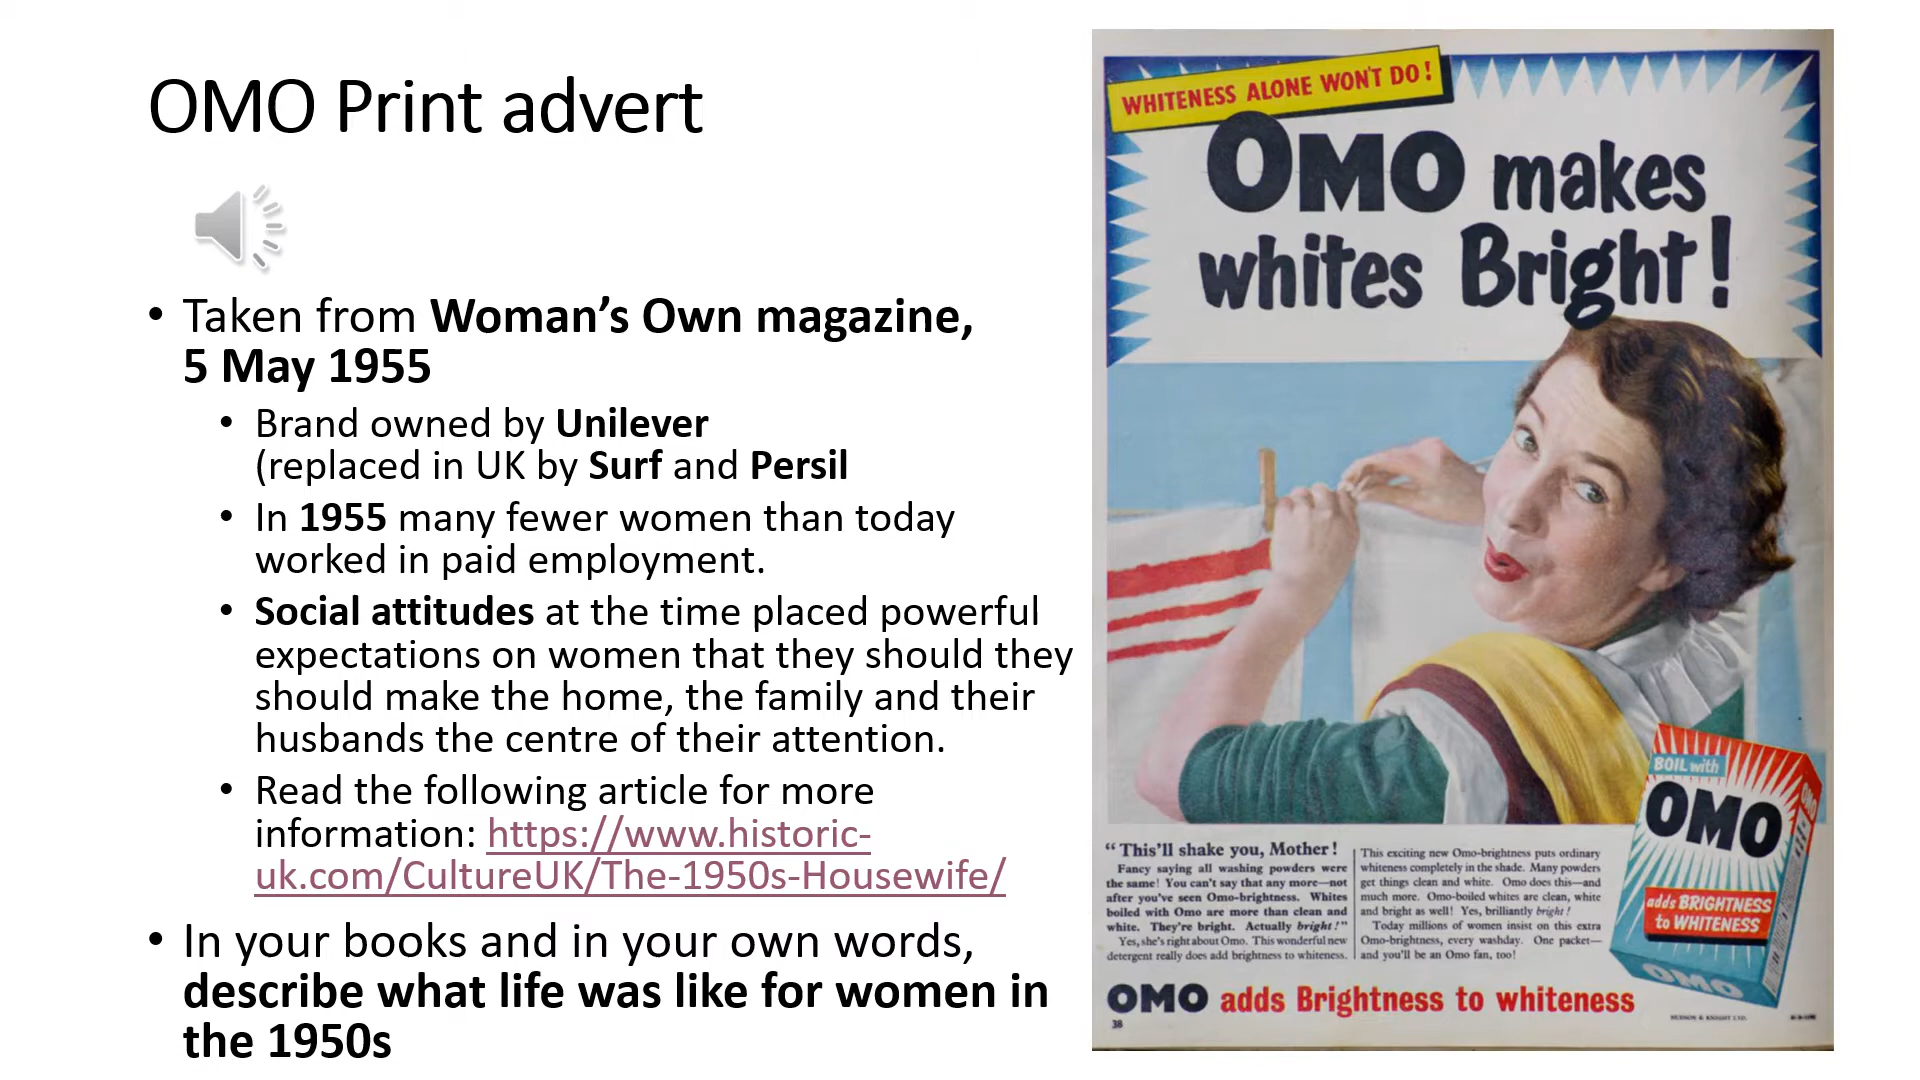 OMO Print advert
• Taken from Woman’s Own magazine,
5 May 1955
• Brand owned by Unilever
(replaced in UK by Surf and Persil
• In 1955 many fewer women than today
worked in paid employment.
• Social attitudes at the time placed powerful
expectations on women that they should they
should make the home, the family and their
husbands the centre of their attention.
• Read the following article for more
information: https://www.historic-
uk.com/CultureUK/The-1950s-Housewife/
• In your books and in your own words,
describe what life was like for women in
the 1950s
WHITENESS ALONE WON'T DO!
OMO makes
whites Bright!
“This'll shake you, Mother!
Fancy saying all washing powders were
the same! You can't say that any more—not
after you've seen Omo-brightness. Whites
boiled with Omo are more than clean and
white. They're bright. Actually bright!”
Yes, she's right about Omo. This wonderful new
detergent really does add brightness to whiteness.
This exciting new Omo-brightness puts ordinary
whiteness completely in the shade. Many powders
get things clean and white. Omo does this—and
much more. Omo-boiled whites are clean, white
and bright as well! Yes, brilliantly bright!
Today millions of women insist on this extra
Omo-brightness, every washday. One packet—
and you'll be an Omo fan, too!
BOIL with
OMO
adds BRIGHTNESS
to WHITENESS
OMO
OMO
OMO adds Brightness to whiteness
38
HUDSON & KNIGHT LTD.